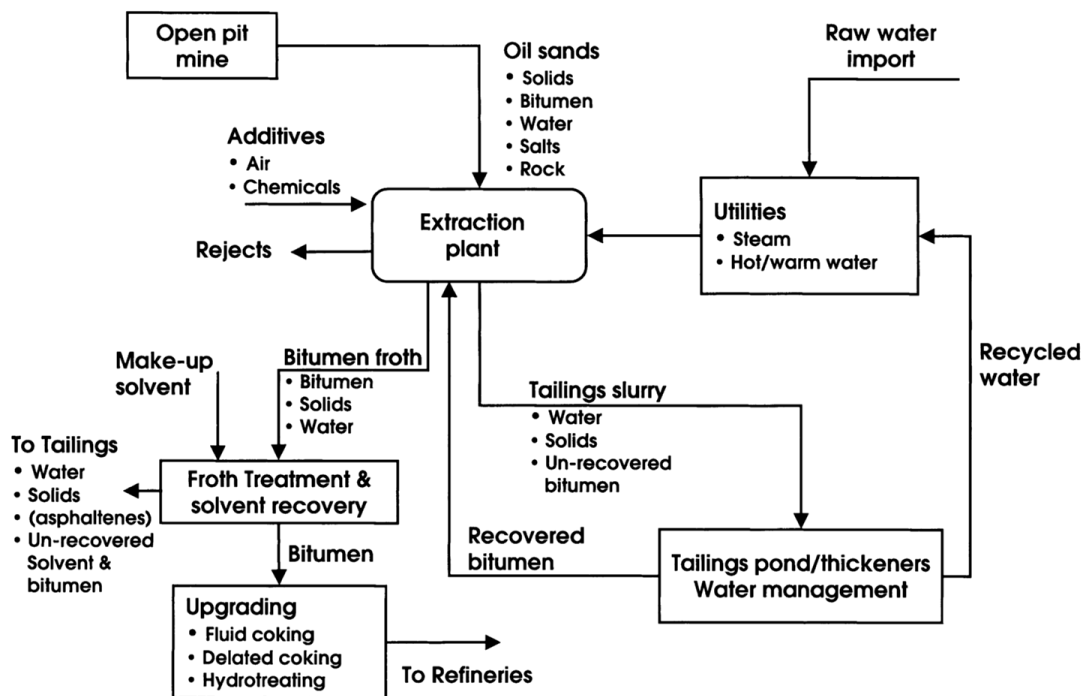 Open pit
mine
Oil sands
• Solids
• Bitumen
• Water
• Salts
• Rock
Raw water
import
Additives
• Air
• Chemicals
Extraction
plant
Rejects
Utilities
• Steam
• Hot/warm water
Make-up
solvent
Bitumen froth
• Bitumen
• Solids
• Water
Tailings slurry
• Water
• Solids
• Un-recovered
bitumen
Recycled
water
To Tailings
• Water
• Solids
• (asphaltenes)
• Un-recovered
Solvent &
bitumen
Froth Treatment &
solvent recovery
Bitumen
Recovered
bitumen
Tailings pond/thickeners
Water management
Upgrading
• Fluid coking
• Delated coking
• Hydrotreating
To Refineries